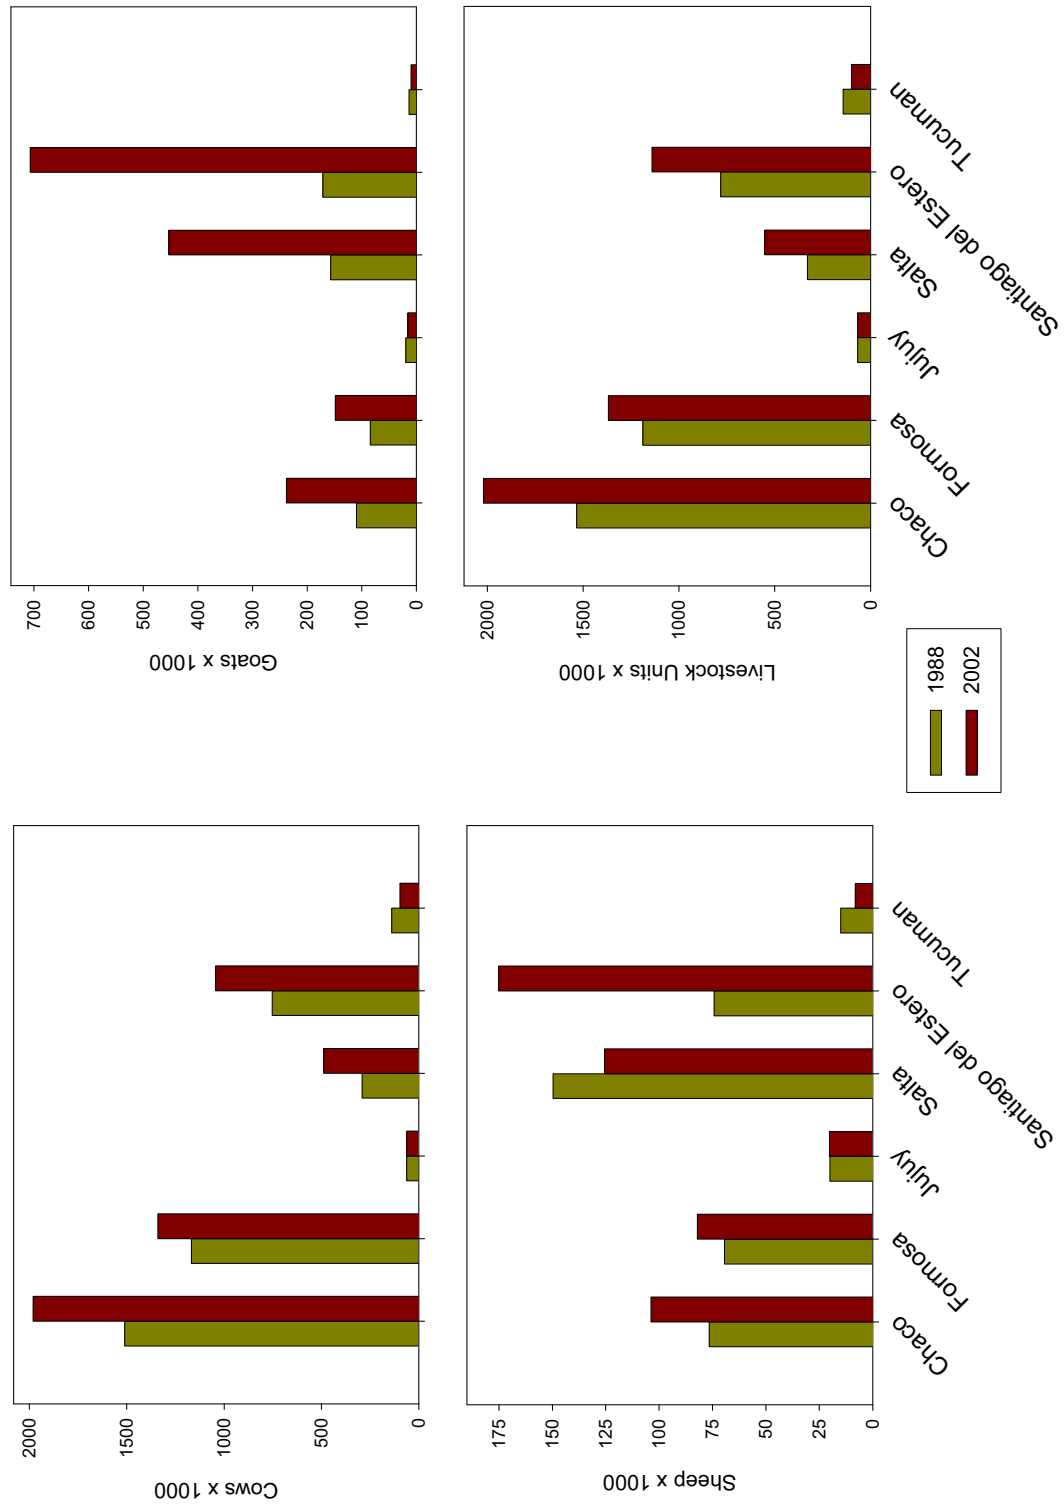 Cows x 1000
2000
1500
1000
500
0
Goats x 1000
700
600
500
400
300
200
100
0
Sheep x 1000
175
150
125
100
75
50
25
0
Chaco
Formosa
Jujuy
Salta
Santiago del Estero
Tucuman
Livestock Units x 1000
2000
1500
1000
500
0
Chaco
Formosa
Jujuy
Salta
Santiago del Estero
Tucuman
1988
2002